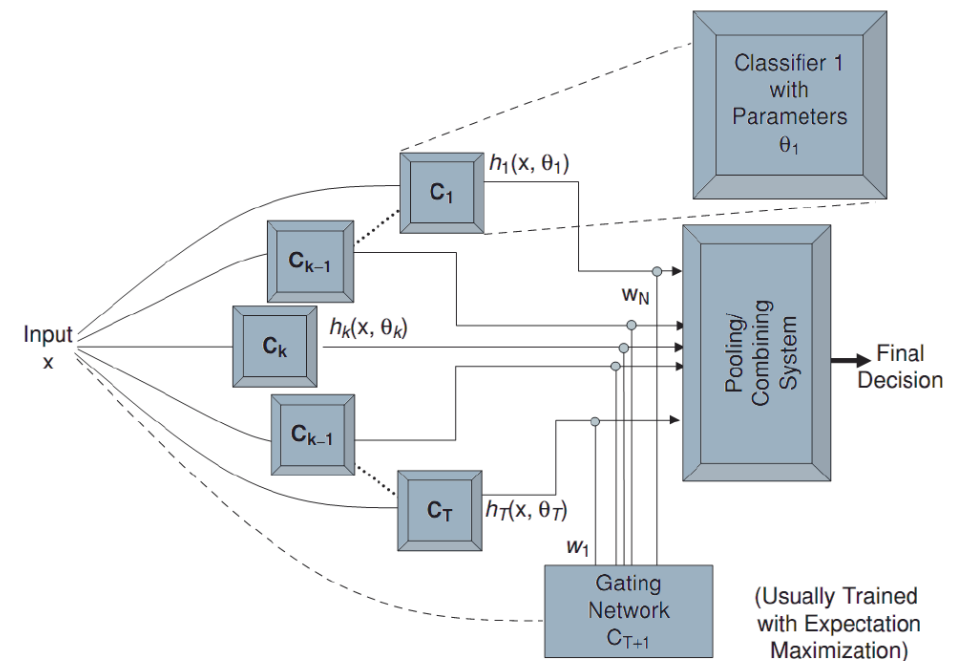 Classifier 1
with
Parameters
θ1
h1(x, θ1)
C1
Ck–1
wN
Input
x
hk(x, θk)
Ck
Pooling/
Combining
System
Final
Decision
Ck–1
CT
hT(x, θT)
w1
Gating
Network
CT+1
(Usually Trained
with Expectation
Maximization)